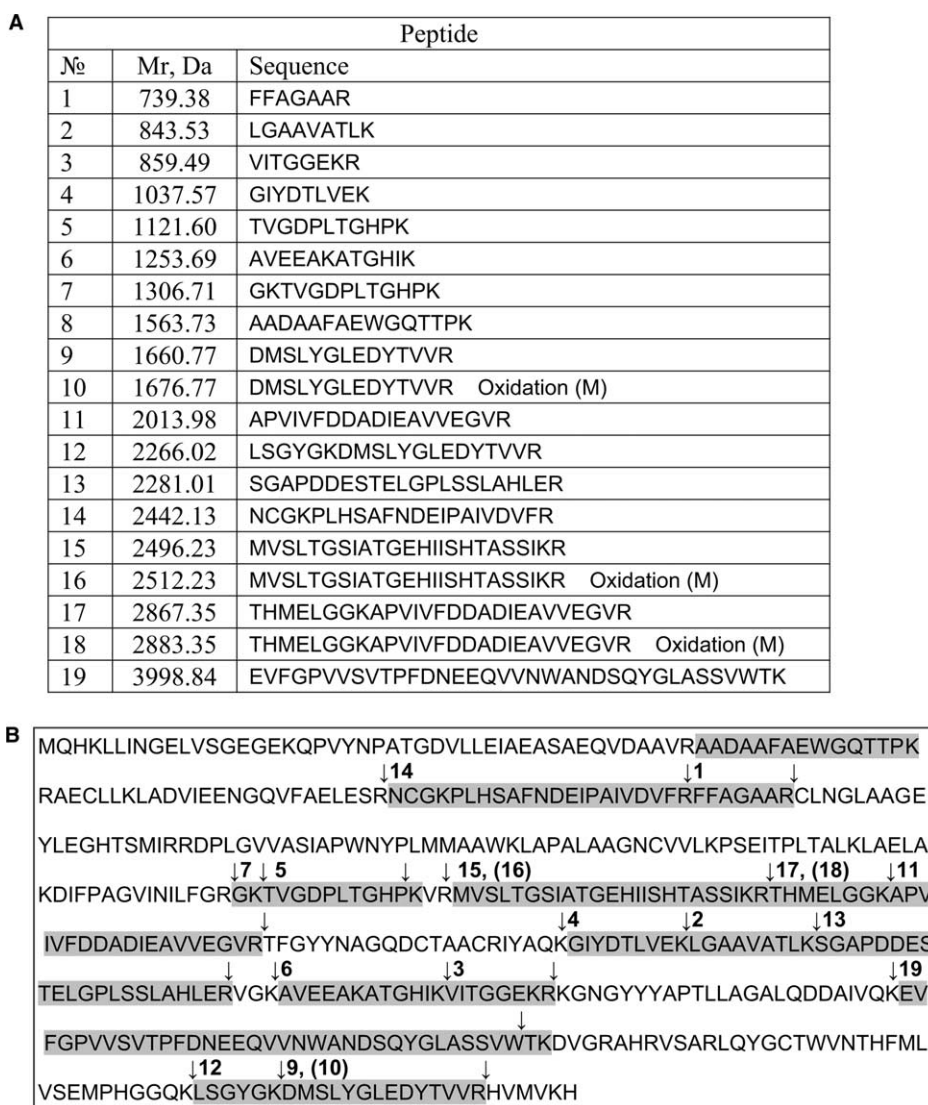 A
Peptide
№ Mr, Da Sequence
1 739.38 FFAGAAR
2 843.53 LGAAVATLK
3 859.49 VITGGEKR
4 1037.57 GIYDTLVEK
5 1121.60 TVGDPLTGHPK
6 1253.69 AVEEAKATGHIK
7 1306.71 GKTVGDPLTGHPK
8 1563.73 AADAAFAEWGQTTPK
9 1660.77 DMSLYGLEDYTVVR
10 1676.77 DMSLYGLEDYTVVR Oxidation (M)
11 2013.98 APVIVFDDADIEAVVEGVR
12 2266.02 LSGYGKDMSLYGLEDYTVVR
13 2281.01 SGAPDDESTELGPLSSLAHLER
14 2442.13 NCGKPLHSAFNDEIPAIVDVFR
15 2496.23 MVSLTGSIATGEHIISHTASSIKR
16 2512.23 MVSLTGSIATGEHIISHTASSIKR Oxidation (M)
17 2867.35 THMELGGKAPVIVFDDADIEAVVEGVR
18 2883.35 THMELGGKAPVIVFDDADIEAVVEGVR Oxidation (M)
19 3998.84 EVFGPVVSVTPFDNEEQVVNWANDSQYGLASSVWTK
B
MQHKLLINGELVSGEGEKQPVYNPATGDVLLEIAEASAEQVDAAVRAADAAFAEWGQTTPK
↓14 ↓1 ↓
RAECLLKLADVIEENGQVFAELESRNCGKPLHSAFNDEIPAIVDVFRFFAGAARCLNGLAAGE
YLEGHTSMIRRDPLGVVASIAPWNYPLMMAAWKLAPALAAGNCVVLKPSEITPLTALKLAELA
↓7 ↓5 ↓ ↓15, (16) ↓17, (18) ↓11
KDIFPAGVINILFGRGKTVGDPLTGHPKVRMVSLTGSIATGEHIISHTASSIKRTHMELGGKAPV
↓ ↓4 ↓2 ↓13
IVFDDADIEAVVEGVRTFGYYNAGQDCTAACRIYAQKGIYDTLVEKLGAAVATLKSGAPDDES
↓ ↓6 ↓3 ↓ ↓19
TELGPLSSLAHLERVGKAVEEAKATGHIKVITGGEKRKGNGYYYAPTLLAGALQDDAIVQKEV
↓
FGPVVSVTPFDNEEQVVNWANDSQYGLASSVWTKDVGRAHRVSARLQYGCTWVNTHFML
↓12 ↓9, (10) ↓
VSEMPHGGQKLSGYGKDMSLYGLEDYTVVRHVMVKH